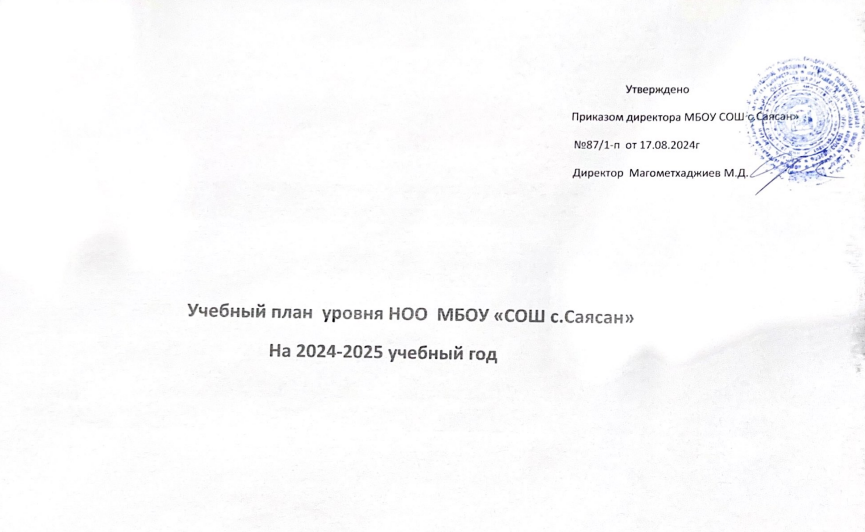 Утверждено
Приказом директора МБОУ СОШ с.Саясан»
№87/1-п от 17.08.2024г
Директор Магометхаджиев М.Д.
Учебный план уровня НОО МБОУ «СОШ с.Саясан»
На 2024-2025 учебный год